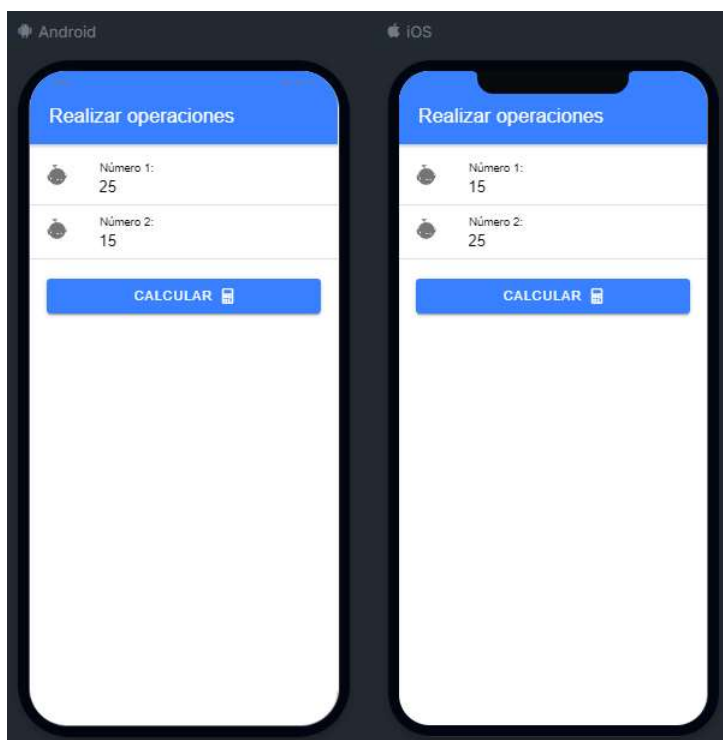 Android
Realizar operaciones
Número 1:
25
Número 2:
15
CALCULAR
iOS
Realizar operaciones
Número 1:
15
Número 2:
25
CALCULAR